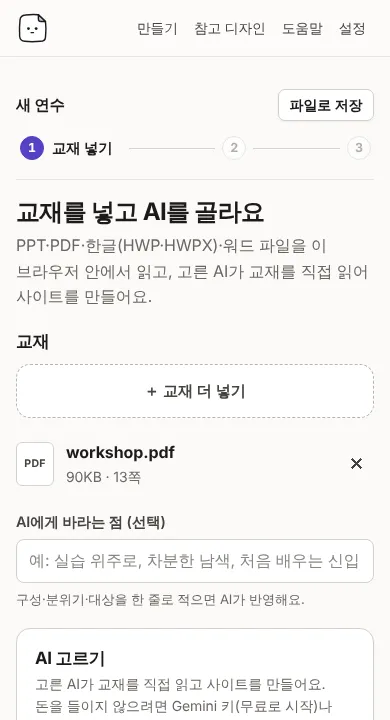 만들기 참고 디자인 도움말 설정
새 연수 파일로 저장
1 교재 넣기 2 3
교재를 넣고 AI를 골라요
PPT·PDF·한글(HWP·HWPX)·워드 파일을 이
브라우저 안에서 읽고, 고른 AI가 교재를 직접 읽어
사이트를 만들어요.
교재
+ 교재 더 넣기
PDF workshop.pdf
90KB · 13쪽
AI에게 바라는 점 (선택)
예: 실습 위주로, 차분한 남색, 처음 배우는 신입
구성·분위기·대상을 한 줄로 적으면 AI가 반영해요.
AI 고르기
고른 AI가 교재를 직접 읽고 사이트를 만들어요.
돈을 들이지 않으려면 Gemini 키(무료로 시작)나